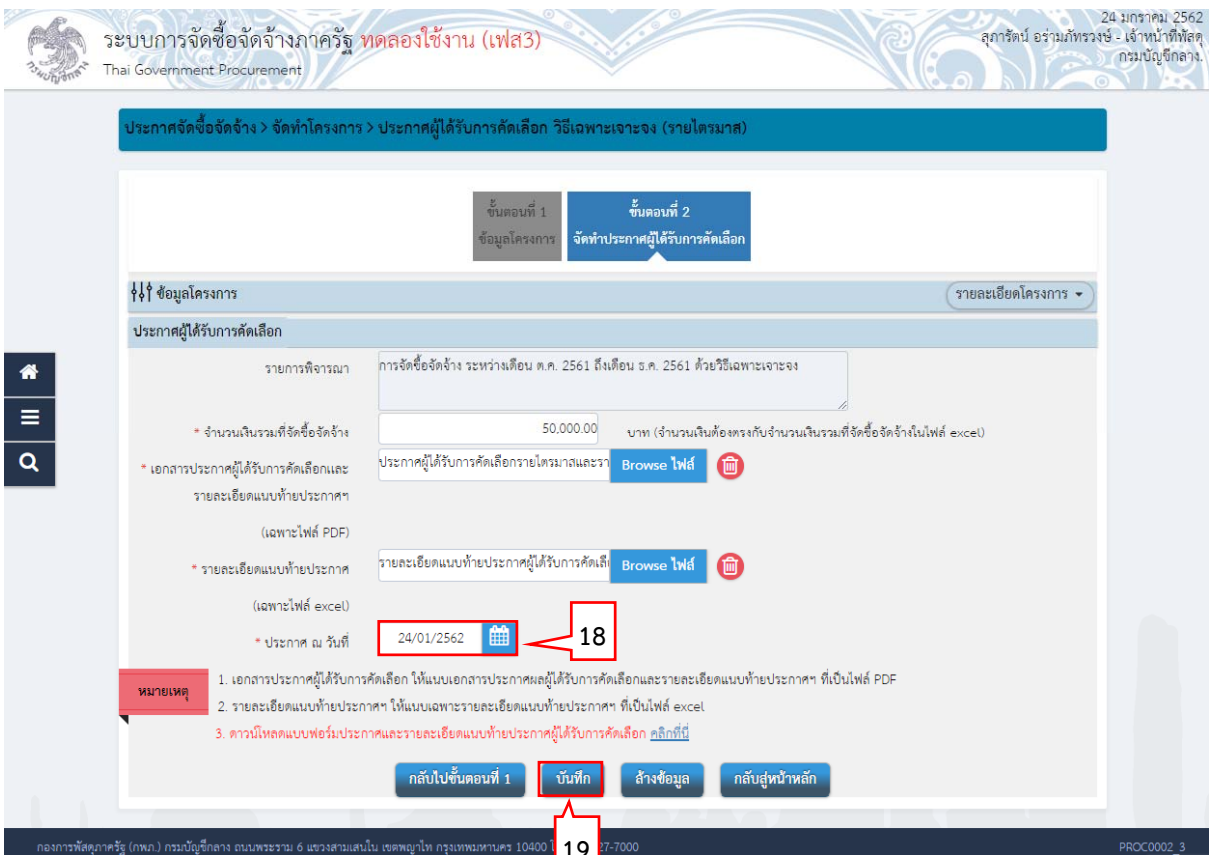 24 มกราคม 2562
ระบบการจัดซื้อจัดจ้างภาครัฐ ทดลองใช้งาน (เฟส3)
สุภารัตน์ อร่ามภัทรวงษ์ - เจ้าหน้าที่พัสดุ
Thai Government Procurement
กรมบัญชีกลาง.
ประกาศจัดซื้อจัดจ้าง > จัดทำโครงการ > ประกาศผู้ได้รับการคัดเลือก วิธีเฉพาะเจาะจง (รายไตรมาส)
ขั้นตอนที่ 1
ข้อมูลโครงการ
ขั้นตอนที่ 2
จัดทำประกาศผู้ได้รับการคัดเลือก
ข้อมูลโครงการ
รายละเอียดโครงการ
ประกาศผู้ได้รับการคัดเลือก
รายการพิจารณา
การจัดซื้อจัดจ้าง ระหว่างเดือน ต.ค. 2561 ถึงเดือน ธ.ค. 2561 ด้วยวิธีเฉพาะเจาะจง
* จำนวนเงินรวมที่จัดซื้อจัดจ้าง
50,000.00
บาท (จำนวนเงินต้องตรงกับจำนวนเงินรวมที่จัดซื้อจัดจ้างในไฟล์ excel)
* เอกสารประกาศผู้ได้รับการคัดเลือกและ
รายละเอียดแนบท้ายประกาศฯ
(เฉพาะไฟล์ PDF)
ประกาศผู้ได้รับการคัดเลือกรายไตรมาสและรา
Browse ไฟล์
* รายละเอียดแนบท้ายประกาศ
(เฉพาะไฟล์ excel)
รายละเอียดแนบท้ายประกาศผู้ได้รับการคัดเลื
Browse ไฟล์
* ประกาศ ณ วันที่
24/01/2562
18
หมายเหตุ
1. เอกสารประกาศผู้ได้รับการคัดเลือก ให้แนบเอกสารประกาศผลผู้ได้รับการคัดเลือกและรายละเอียดแนบท้ายประกาศฯ ที่เป็นไฟล์ PDF
2. รายละเอียดแนบท้ายประกาศฯ ให้แนบเฉพาะรายละเอียดแนบท้ายประกาศฯ ที่เป็นไฟล์ excel
3. ดาวน์โหลดแบบฟอร์มประกาศและรายละเอียดแนบท้ายประกาศผู้ได้รับการคัดเลือก คลิกที่นี่
กลับไปขั้นตอนที่ 1
บันทึก
ล้างข้อมูล
กลับสู่หน้าหลัก
19
กองการพัสดุภาครัฐ (กพภ.) กรมบัญชีกลาง ถนนพระราม 6 แขวงสามเสนใน เขตพญาไท กรุงเทพมหานคร 10400 27-7000
PROC0002_3